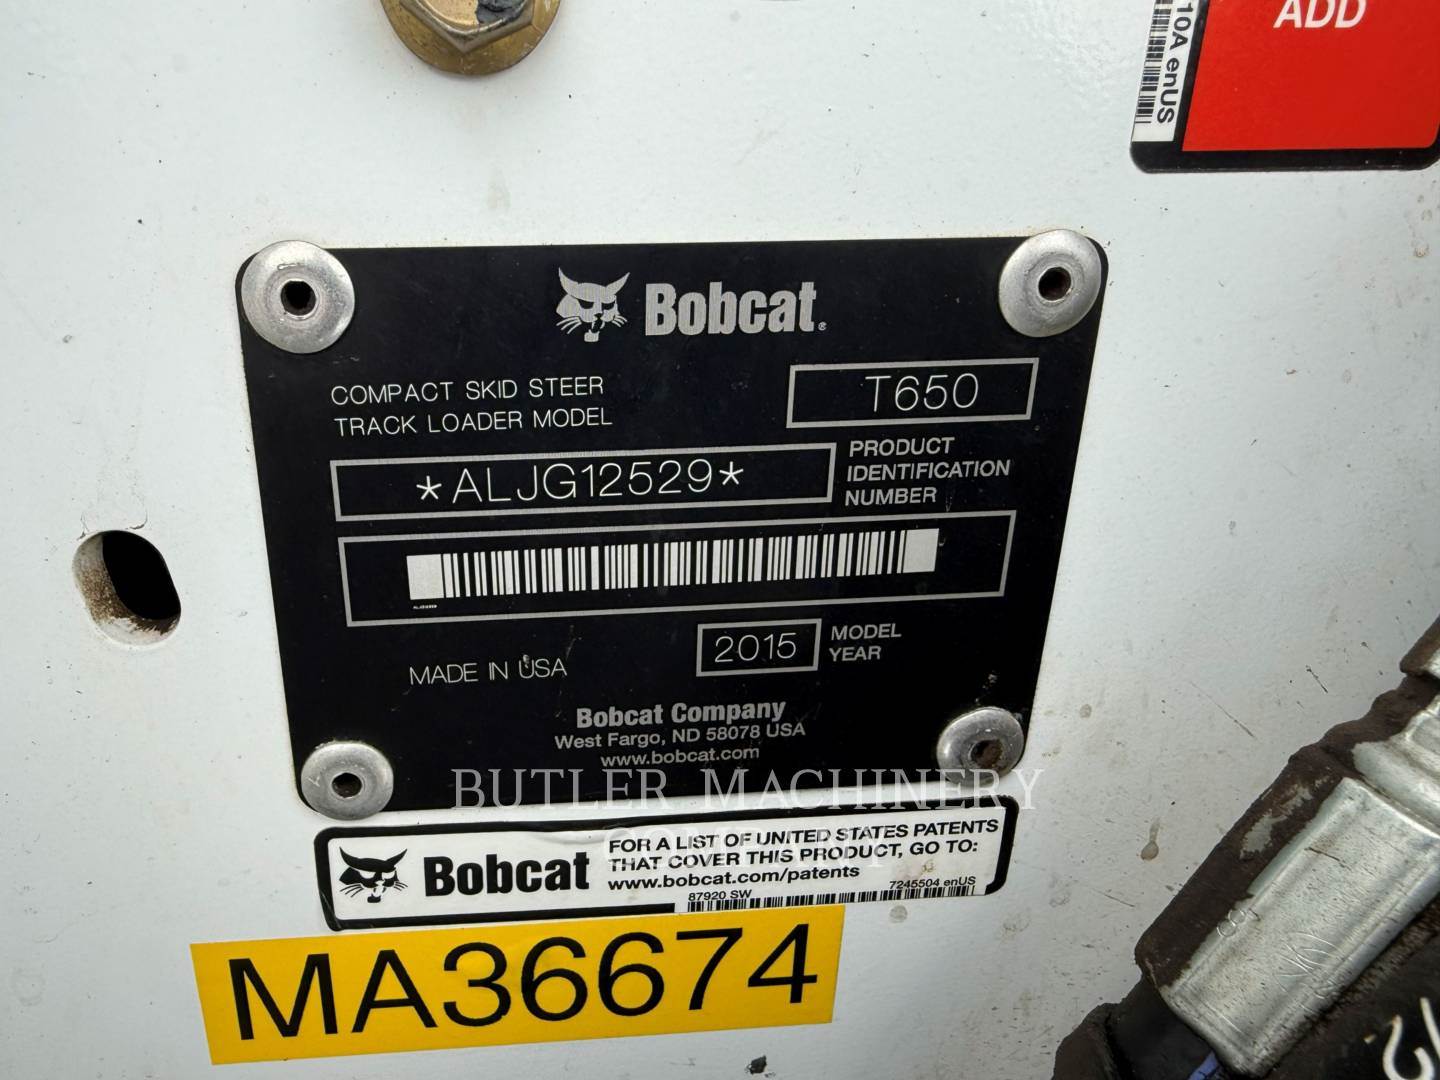 ADD
10A enUS
Bobcat®
COMPACT SKID STEER
TRACK LOADER MODEL
T650
*ALJG12529*
PRODUCT
IDENTIFICATION
NUMBER
MADE IN USA
2015
MODEL
YEAR
Bobcat Company
West Fargo, ND 58078 USA
www.bobcat.com
BUTLER MACHINERY
COMPANY
Bobcat
FOR A LIST OF UNITED STATES PATENTS
THAT COVER THIS PRODUCT, GO TO:
www.bobcat.com/patents
87920 SW
7245504 enUS
MA36674